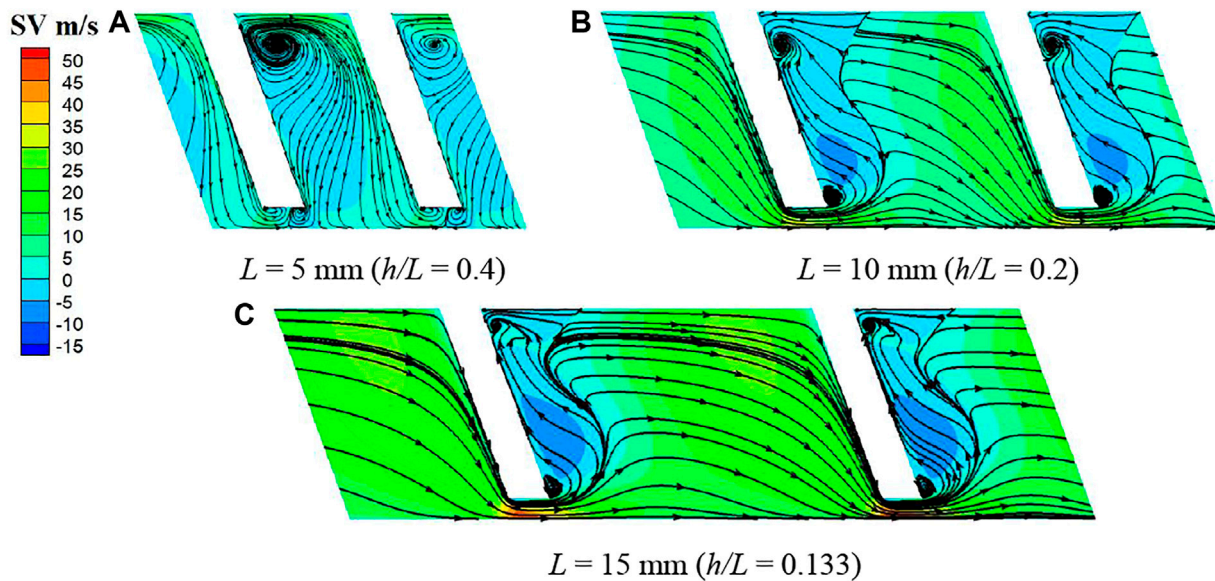 SV m/s
50
45
40
35
30
25
20
15
10
5
0
-5
-10
-15
A
B
L = 5 mm (h/L = 0.4)
L = 10 mm (h/L = 0.2)
C
L = 15 mm (h/L = 0.133)